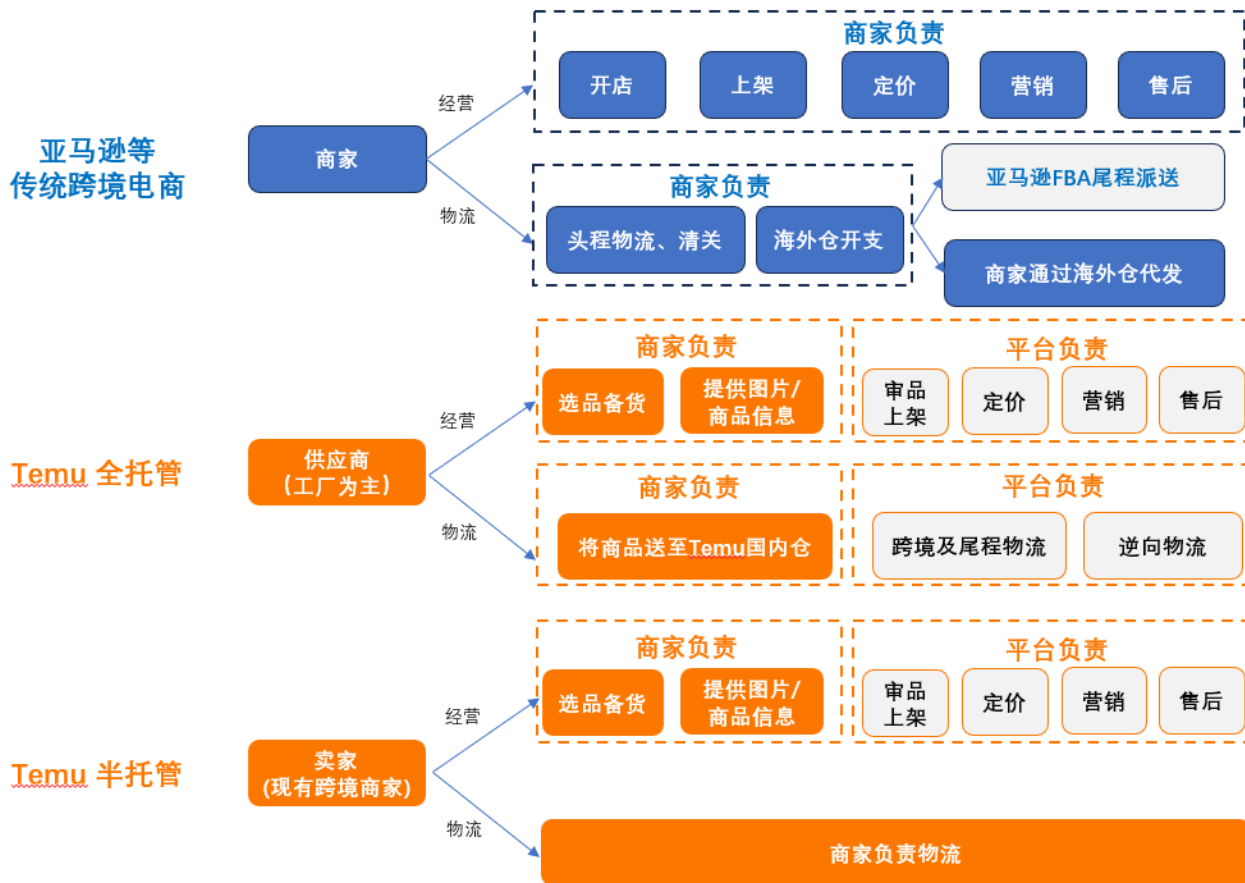 商家负责
开店
上架
定价
营销
售后
经营
亚马逊等
传统跨境电商
商家
物流
商家负责
头程物流、清关
海外仓开支
亚马逊FBA尾程派送
商家通过海外仓代发
商家负责
平台负责
选品备货
提供图片/
商品信息
审品
上架
定价
营销
售后
经营
Temu 全托管
供应商
(工厂为主)
物流
商家负责
平台负责
将商品送至Temu国内仓
跨境及尾程物流
逆向物流
商家负责
平台负责
选品备货
提供图片/
商品信息
审品
上架
定价
营销
售后
经营
Temu 半托管
卖家
(现有跨境商家)
物流
商家负责物流